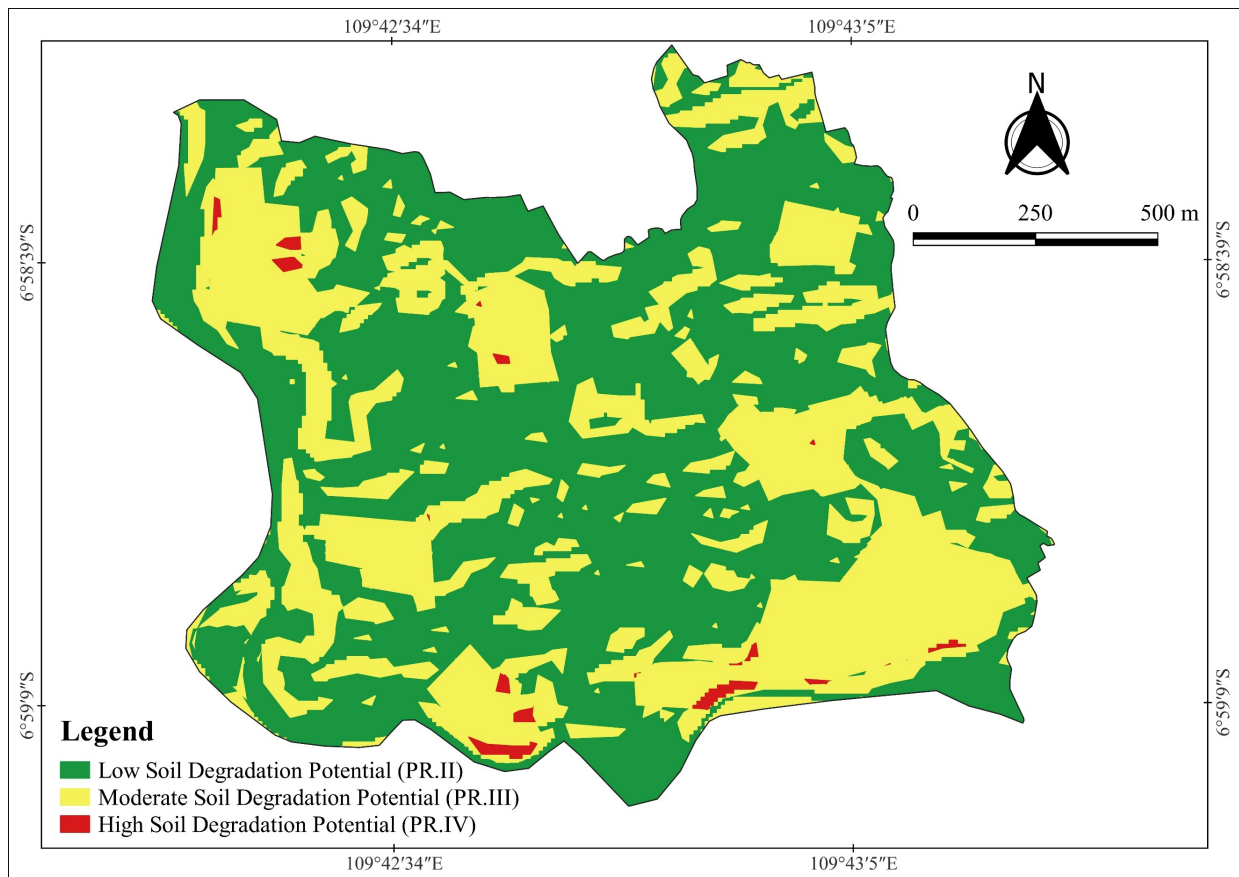 109°42'34"E 109°43'5"E
N
0 250 500 m
6°58'39"S 6°58'39"S
6°59'9"S 6°59'9"S
Legend
Low Soil Degradation Potential (PR.II)
Moderate Soil Degradation Potential (PR.III)
High Soil Degradation Potential (PR.IV)
109°42'34"E 109°43'5"E